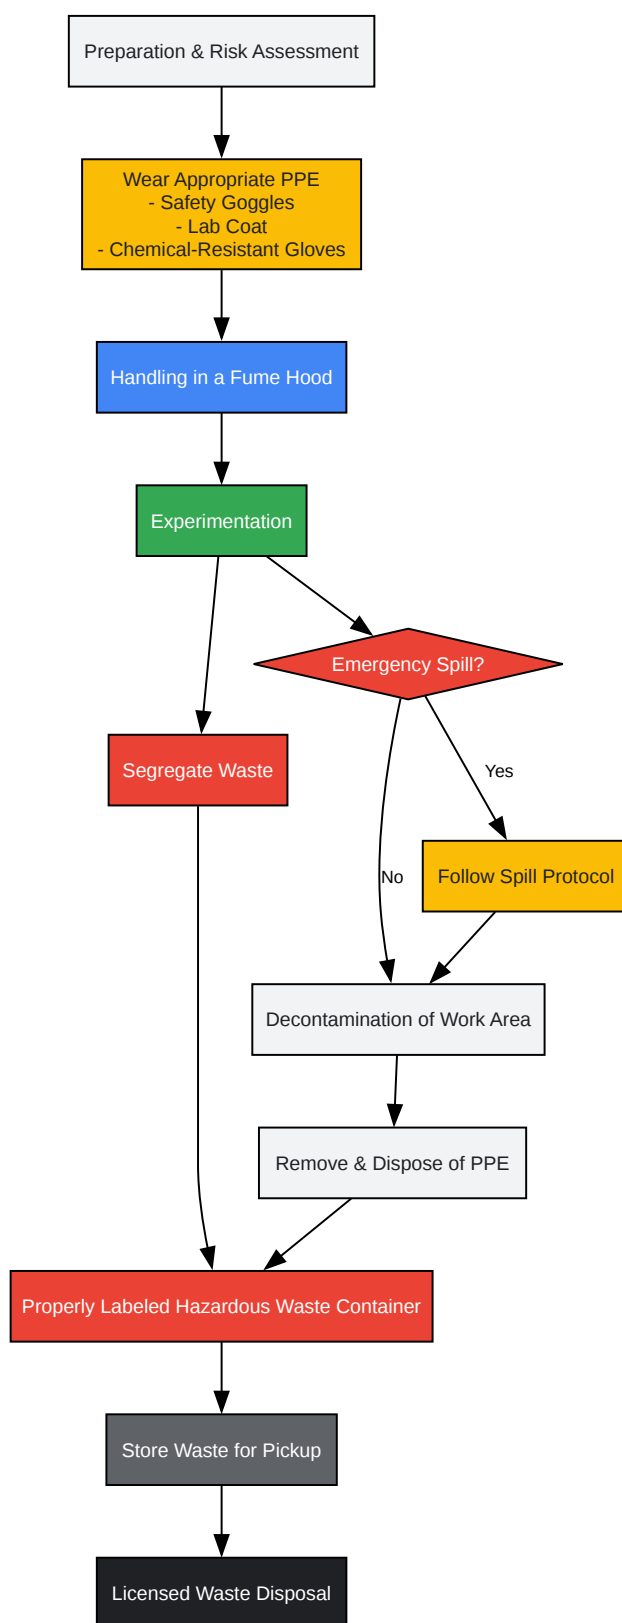 Preparation & Risk Assessment
Wear Appropriate PPE
- Safety Goggles
- Lab Coat
- Chemical-Resistant Gloves
Handling in a Fume Hood
Experimentation
Emergency Spill?
Segregate Waste
Yes
No
Follow Spill Protocol
Decontamination of Work Area
Remove & Dispose of PPE
Properly Labeled Hazardous Waste Container
Store Waste for Pickup
Licensed Waste Disposal